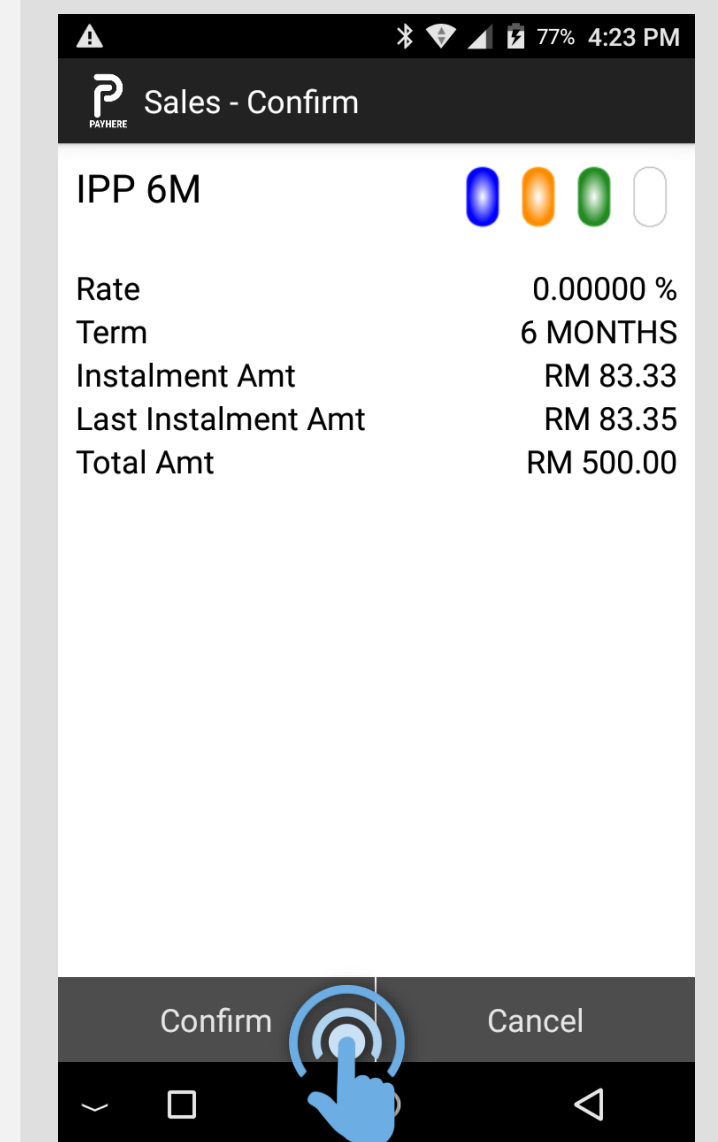 77% 4:23 PM
PAYHERE
Sales - Confirm
IPP 6M
Rate 0.00000 %
Term 6 MONTHS
Instalment Amt RM 83.33
Last Instalment Amt RM 83.35
Total Amt RM 500.00
Confirm Cancel